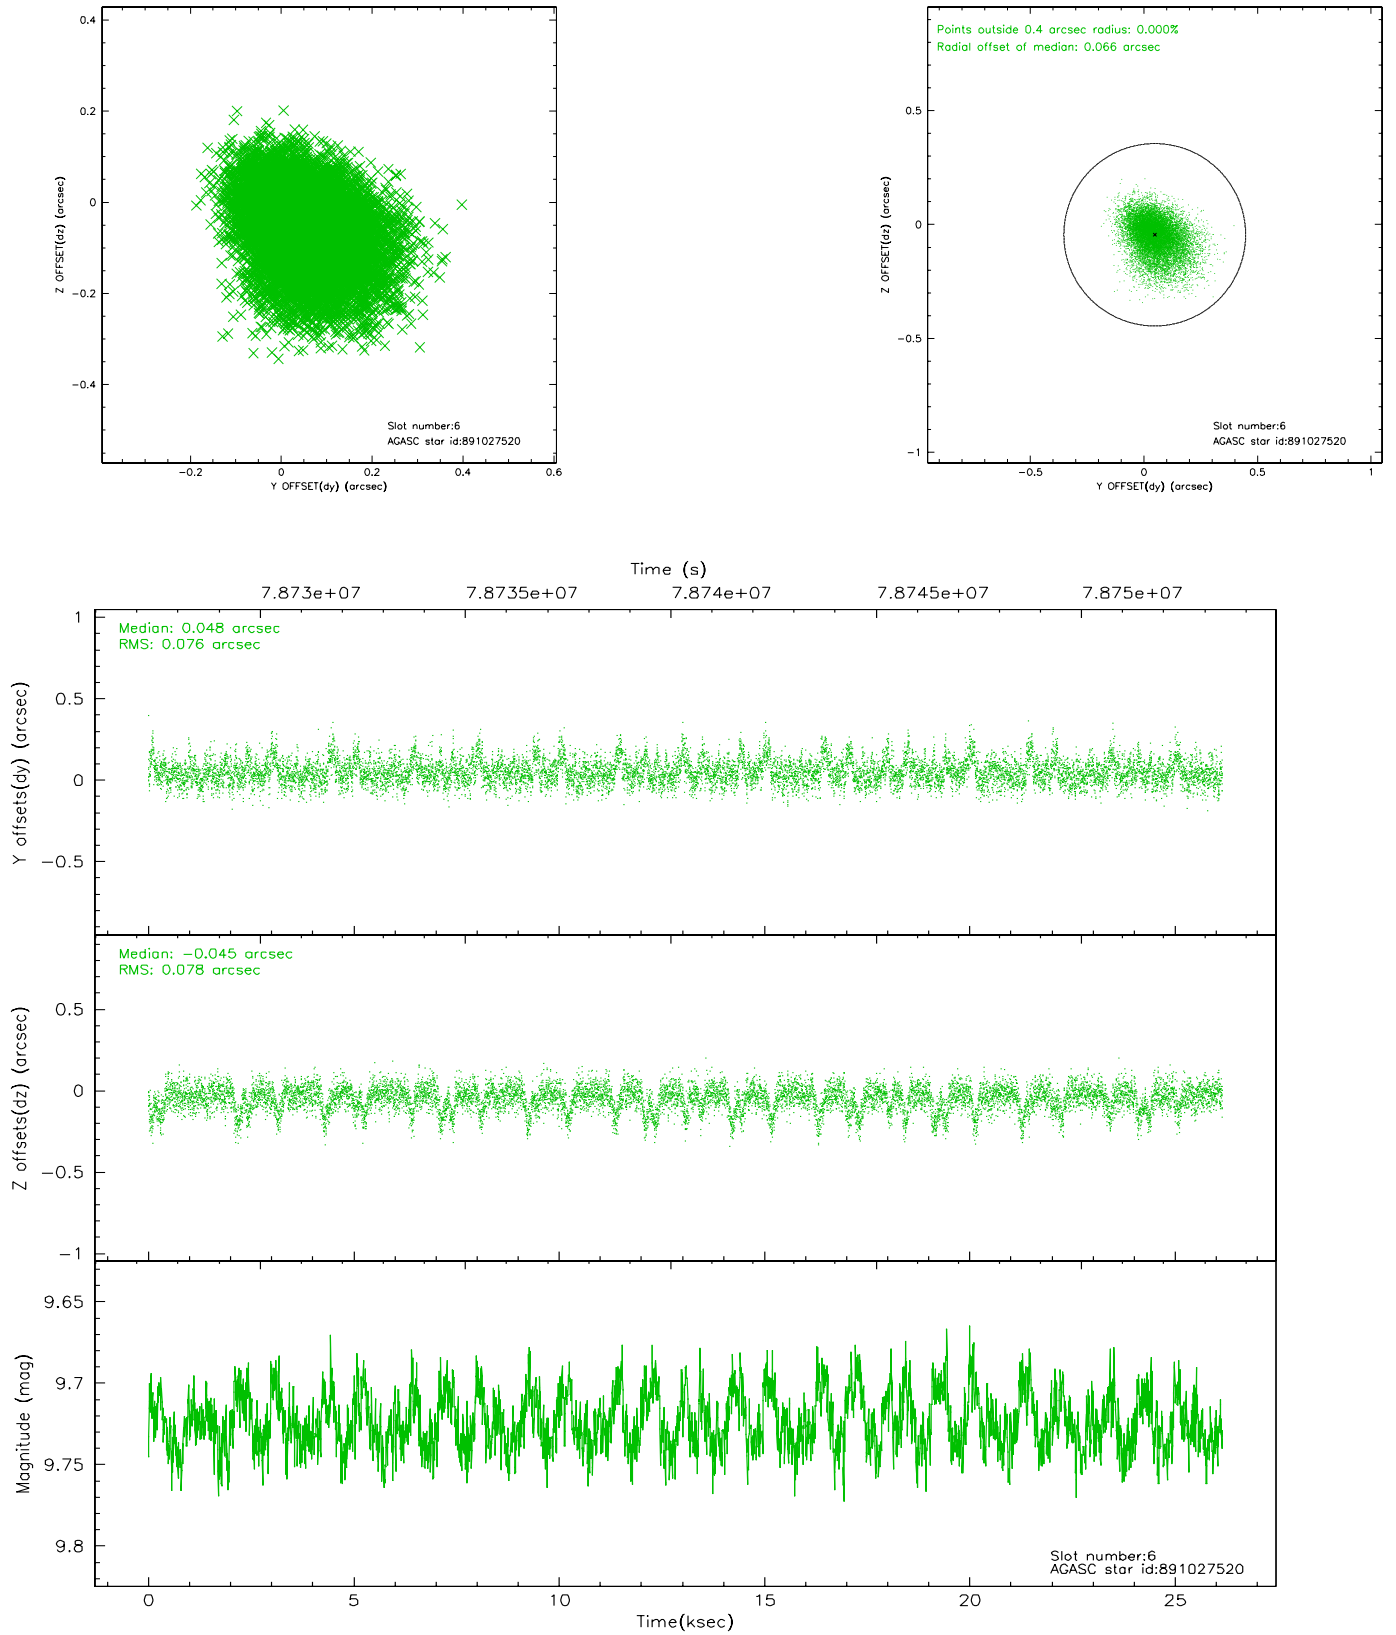 0.4
0.2
0
−0.2
−0.4
Z OFFSET(dz) (arcsec)
Slot number:6
AGASC star id:891027520
−0.2
0
0.2
0.4
0.6
Y OFFSET(dy) (arcsec)
Points outside 0.4 arcsec radius: 0.000%
Radial offset of median: 0.066 arcsec
0.5
0
−0.5
−1
Z OFFSET(dz) (arcsec)
Slot number:6
AGASC star id:891027520
−0.5
0
0.5
1
Y OFFSET(dy) (arcsec)
Time (s)
7.873e+07
7.8735e+07
7.874e+07
7.8745e+07
7.875e+07
Median: 0.048 arcsec
RMS: 0.076 arcsec
1
0.5
0
−0.5
Y offsets(dy) (arcsec)
Median: −0.045 arcsec
RMS: 0.078 arcsec
0.5
0
−0.5
−1
Z offsets(dz) (arcsec)
9.65
9.7
9.75
9.8
Magnitude (mag)
Slot number:6
AGASC star id:891027520
0
5
10
15
20
25
Time(ksec)